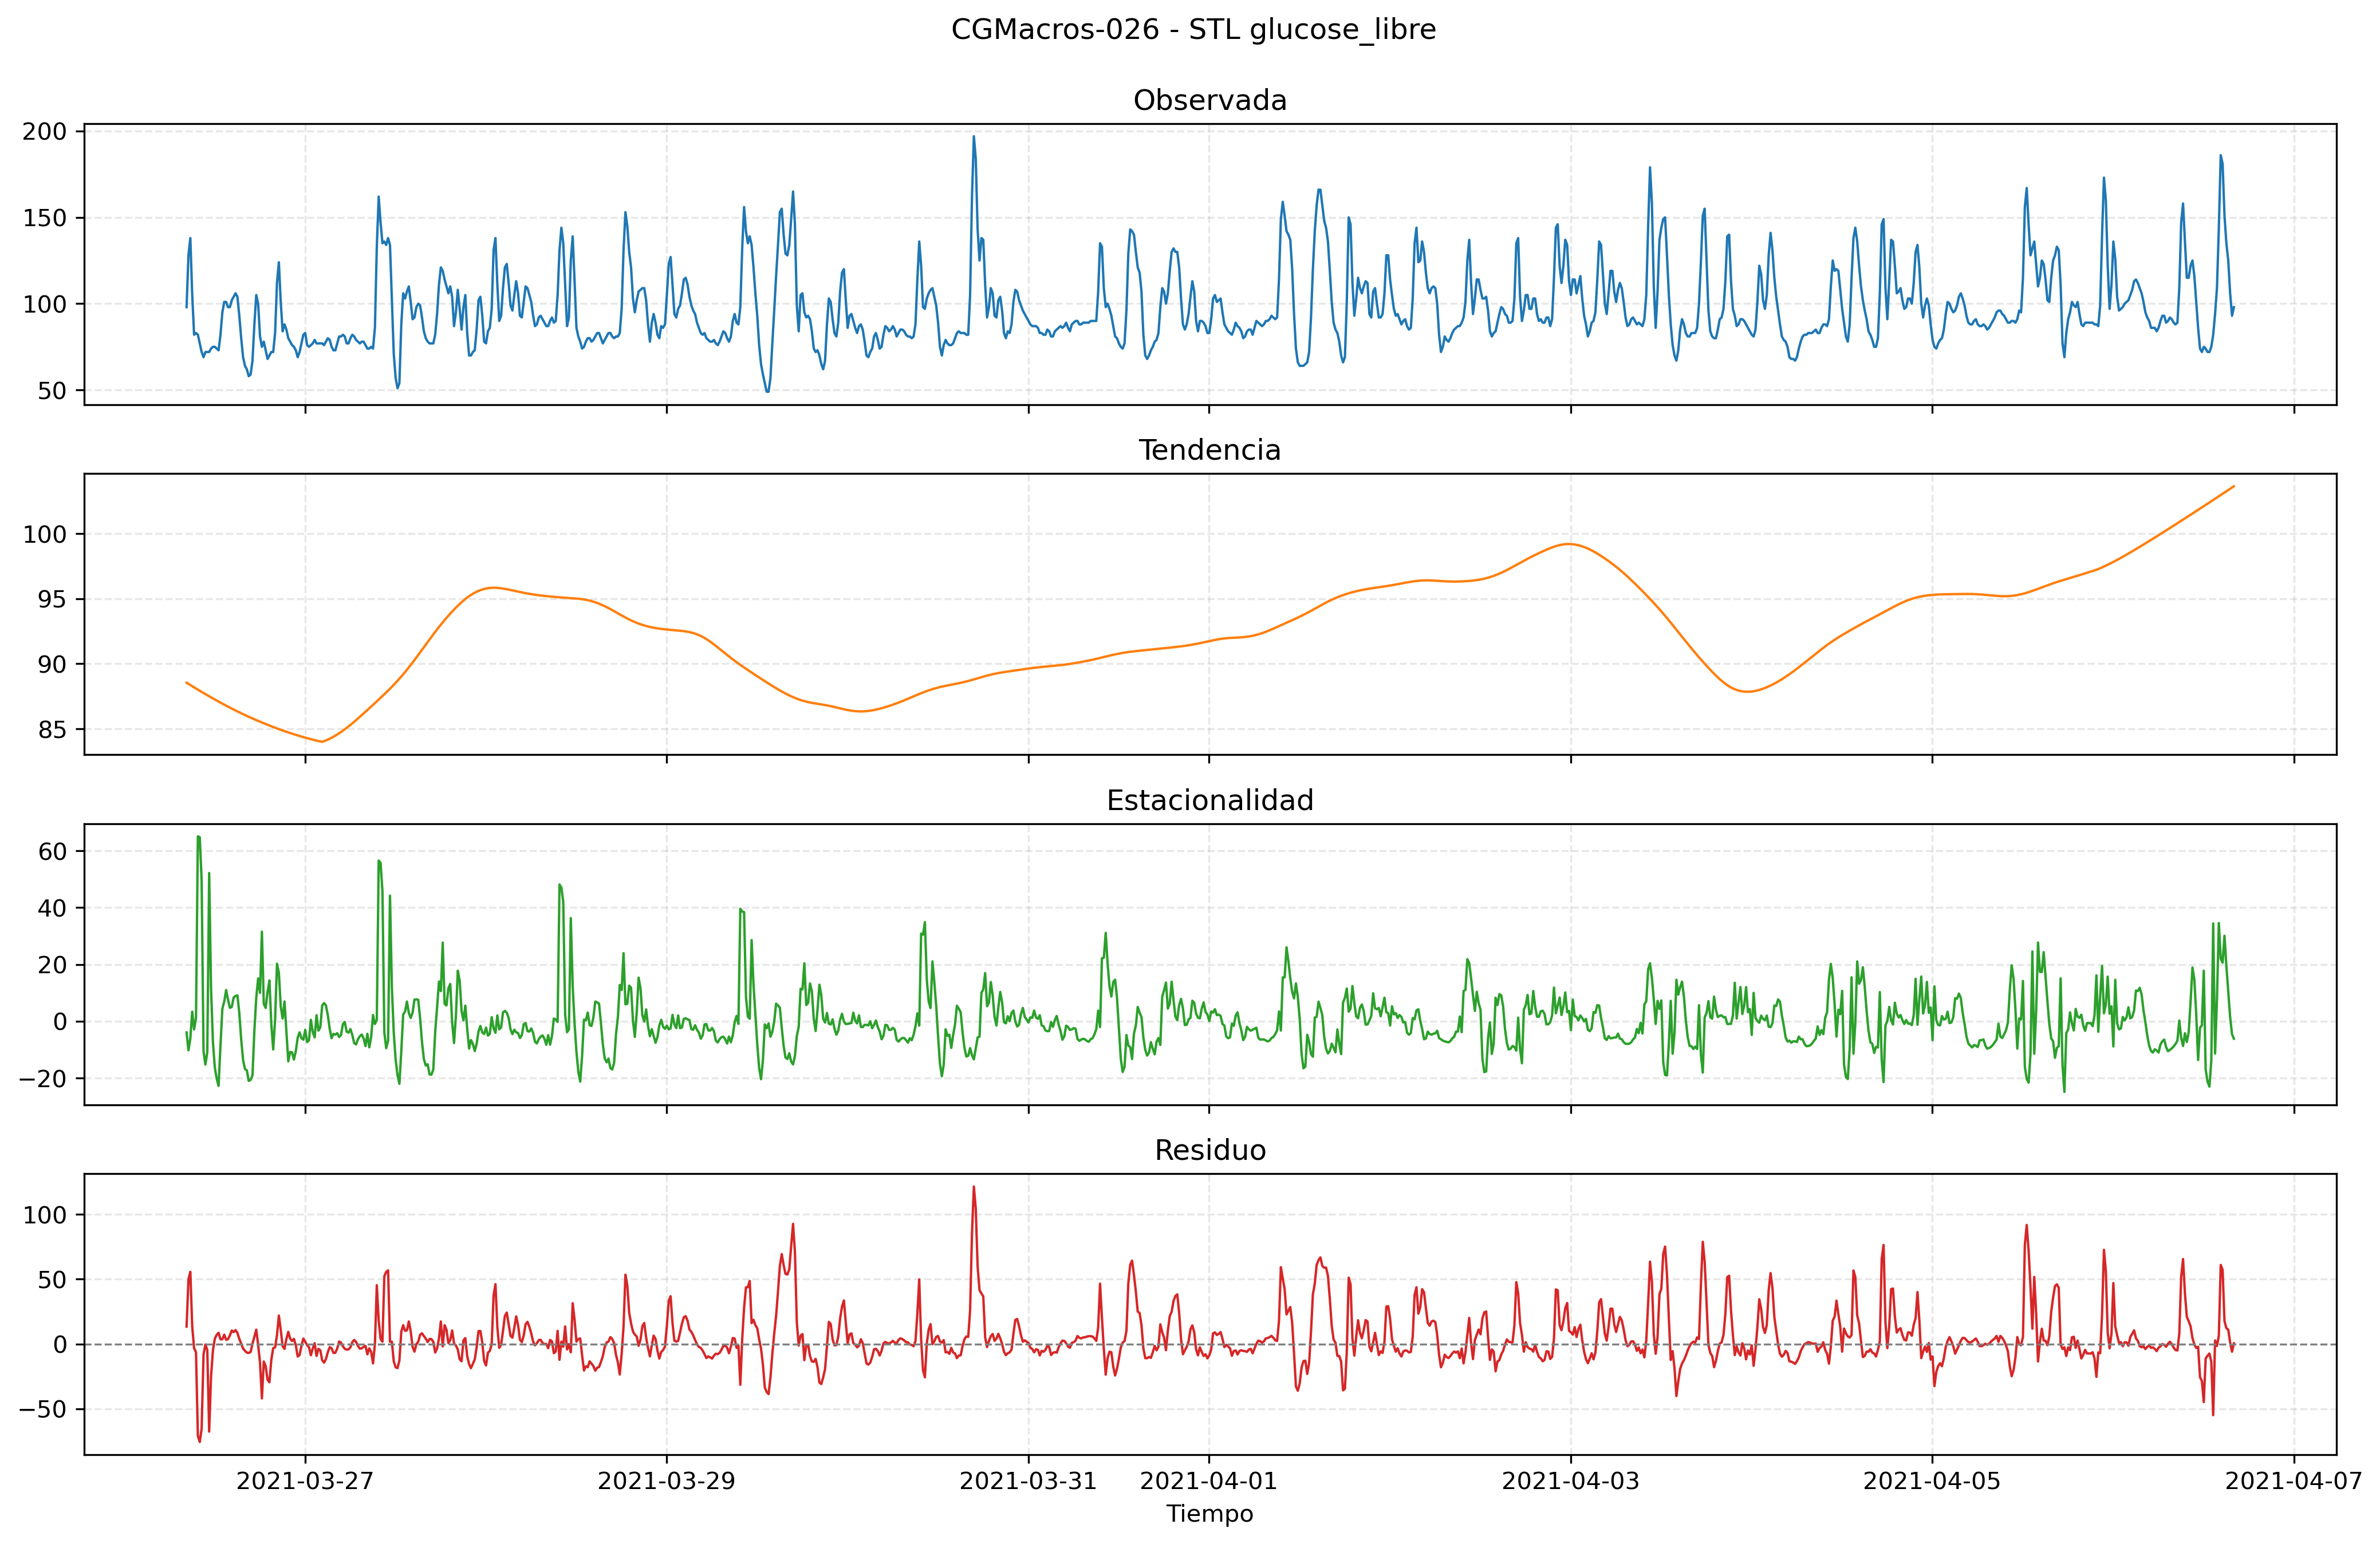 CGMacros-026 - STL glucose_libre
Observada
200
150
100
50
Tendencia
100
95
90
85
Estacionalidad
60
40
20
0
−20
Residuo
100
50
0
−50
2021-03-27 2021-03-29 2021-03-31 2021-04-01 2021-04-03 2021-04-05 2021-04-07
Tiempo